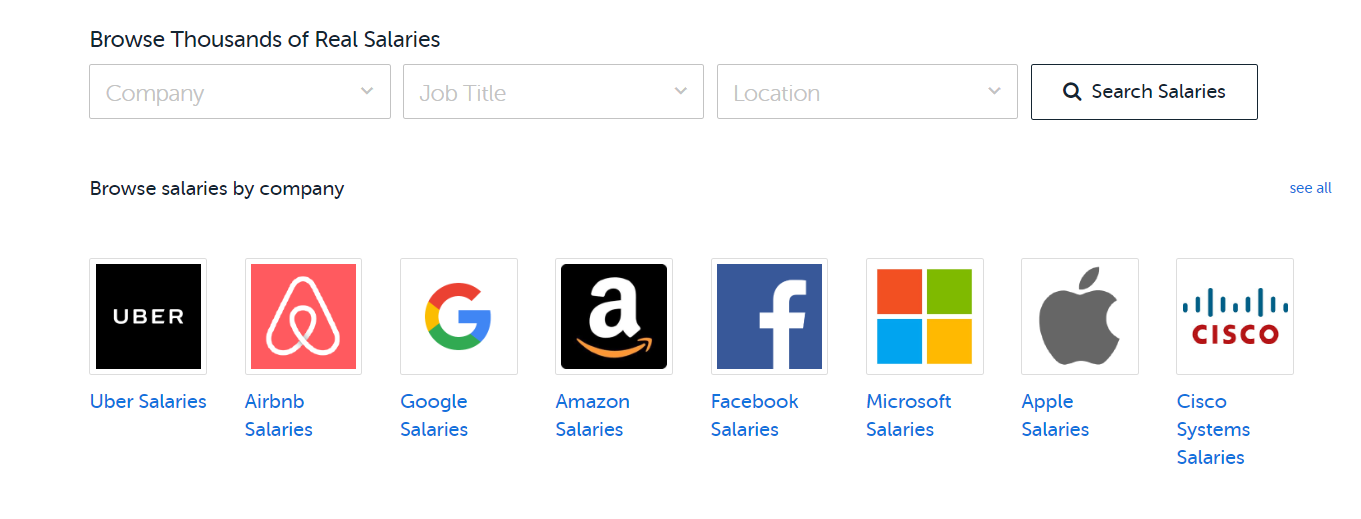 Browse Thousands of Real Salaries
Company
Job Title
Location
Search Salaries
Browse salaries by company
see all
UBER
a
f
CISCO
Uber Salaries
Airbnb
Salaries
Google
Salaries
Amazon
Salaries
Facebook
Salaries
Microsoft
Salaries
Apple
Salaries
Cisco
Systems
Salaries